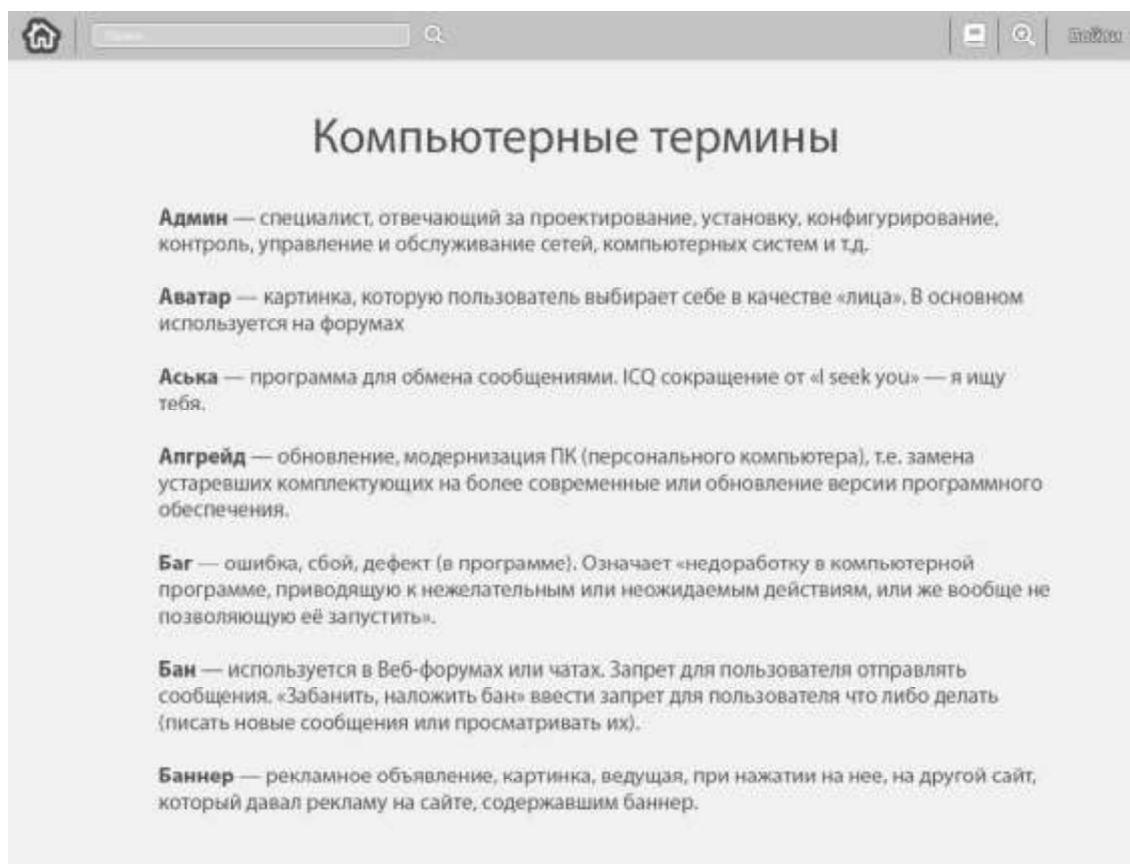 Войти
Компьютерные термины
Админ — специалист, отвечающий за проектирование, установку, конфигурирование,
контроль, управление и обслуживание сетей, компьютерных систем и т.д.
Аватар — картинка, которую пользователь выбирает себе в качестве «лица». В основном
используется на форумах
Аська — программа для обмена сообщениями. ICQ сокращение от «I seek you» — я ищу
тебя.
Апгрейд — обновление, модернизация ПК (персонального компьютера), т.е. замена
устаревших комплектующих на более современные или обновление версии программного
обеспечения.
Баг — ошибка, сбой, дефект (в программе). Означает «недоработку в компьютерной
программе, приводящую к нежелательным или неожидаемым действиям, или же вообще не
позволяющую её запустить».
Бан — используется в Веб-форумах или чатах. Запрет для пользователя отправлять
сообщения. «Забанить, наложить бан» ввести запрет для пользователя что либо делать
(писать новые сообщения или просматривать их).
Баннер — рекламное объявление, картинка, ведущая, при нажатии на нее, на другой сайт,
который давал рекламу на сайте, содержавшим баннер.